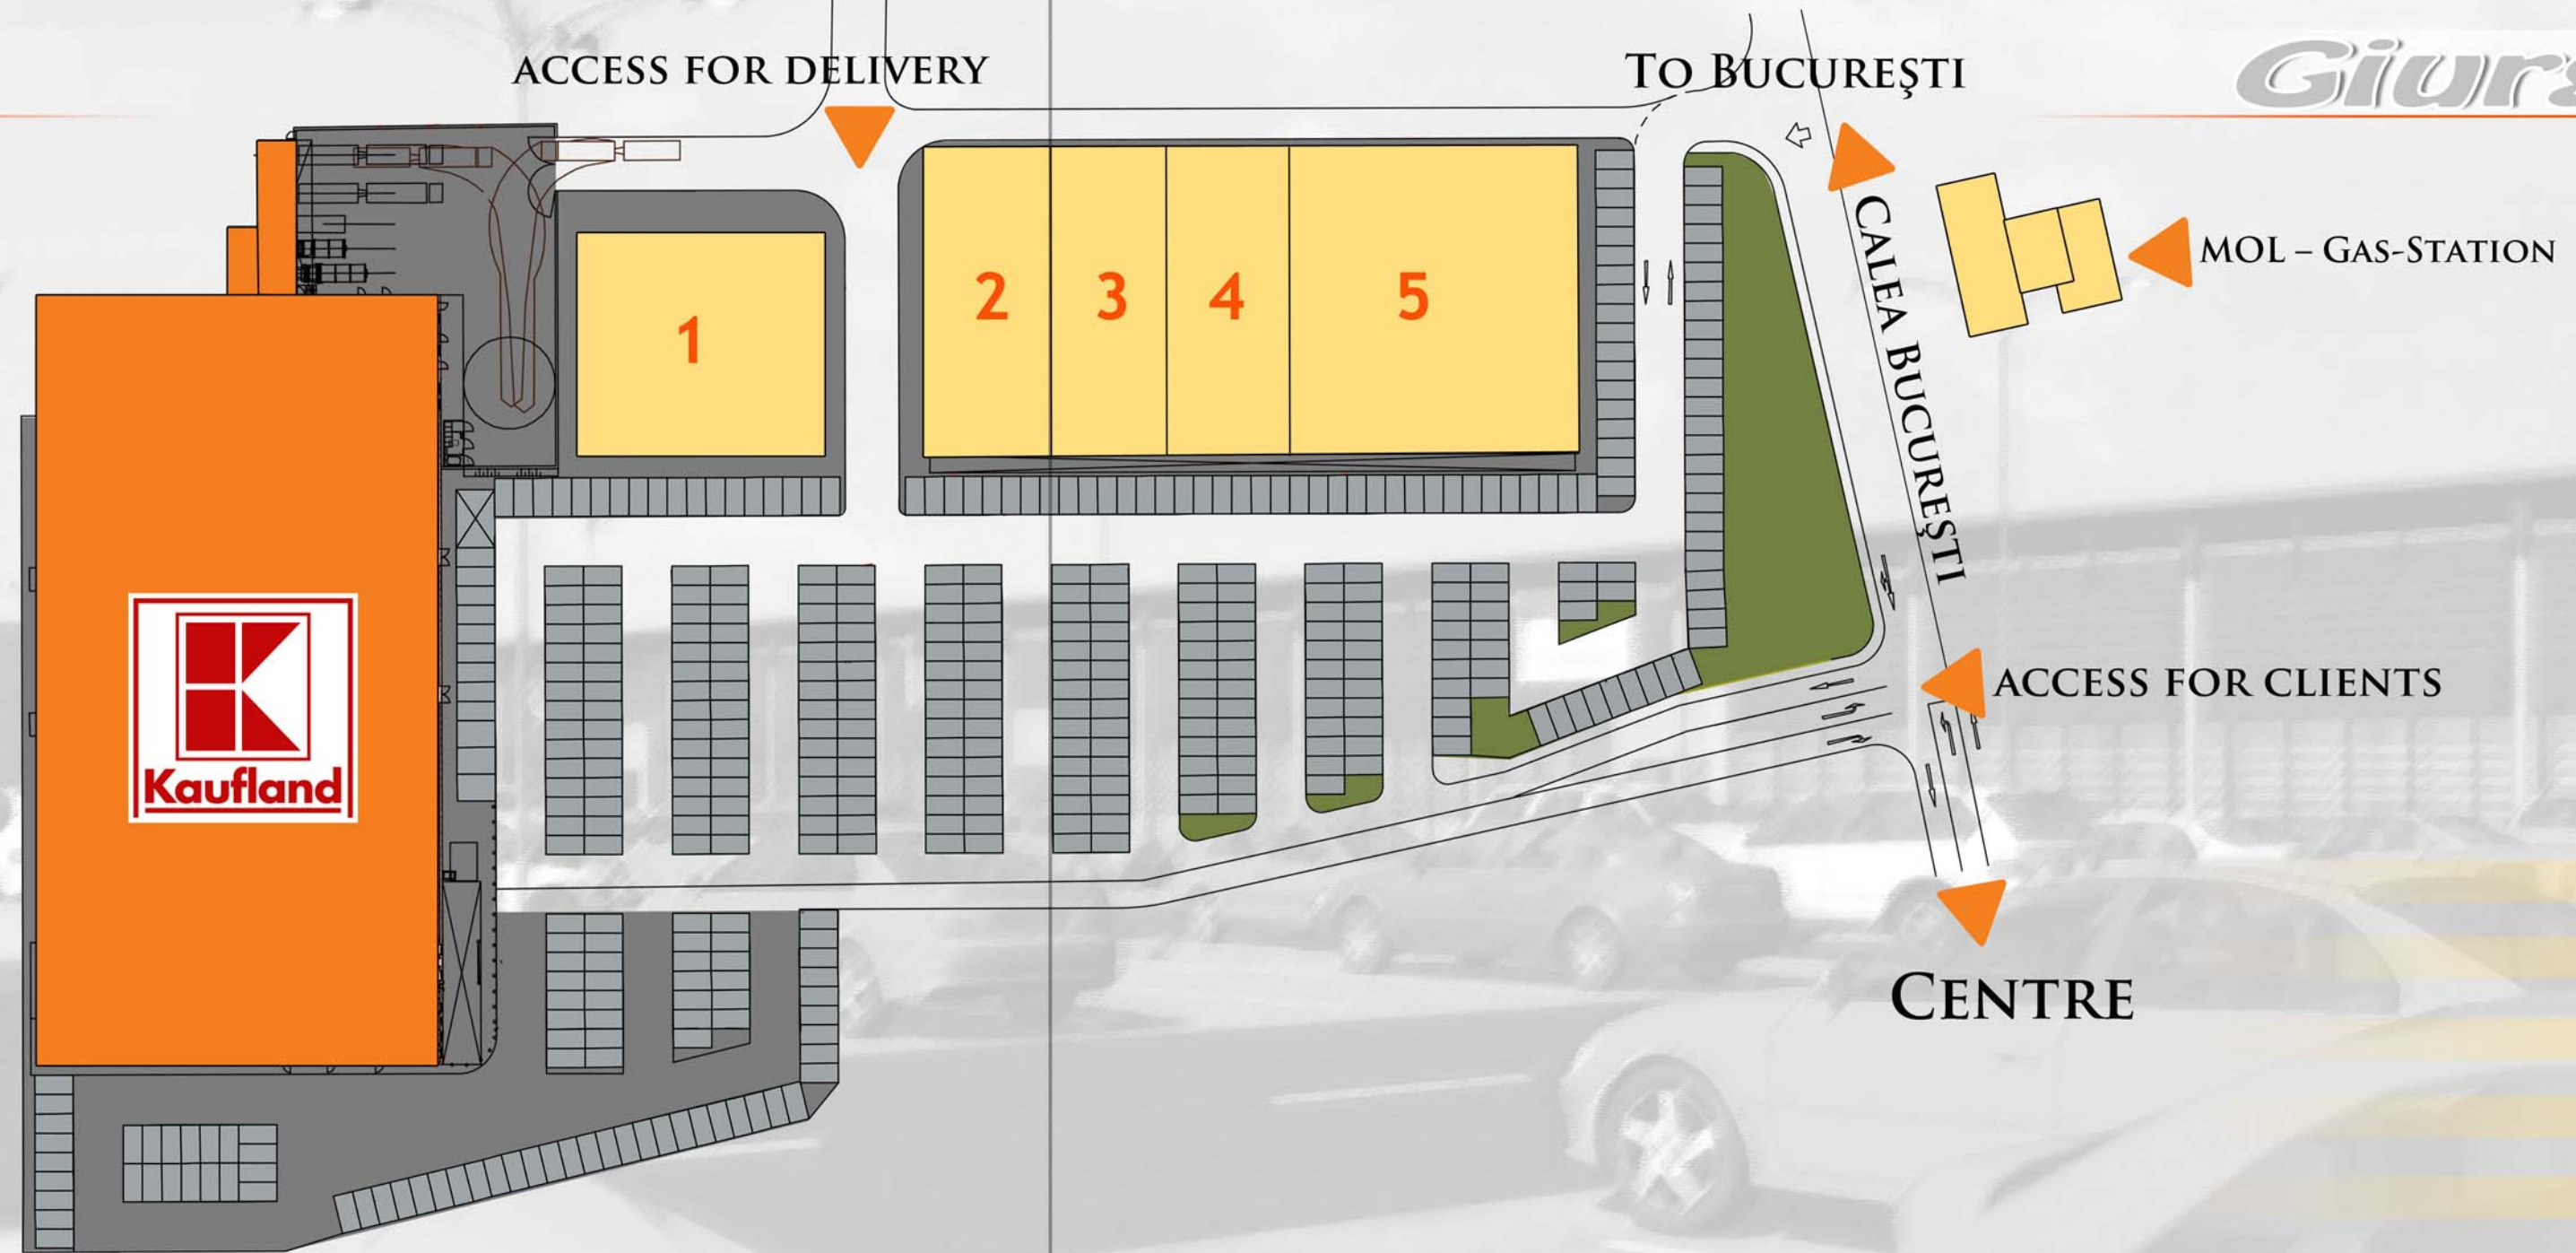 ACCESS FOR DELIVERY
TO BUCUREŞTI
CALEA BUCUREŞTI
MOL – GAS-STATION
1
2
3
4
5
Kaufland
ACCESS FOR CLIENTS
CENTRE